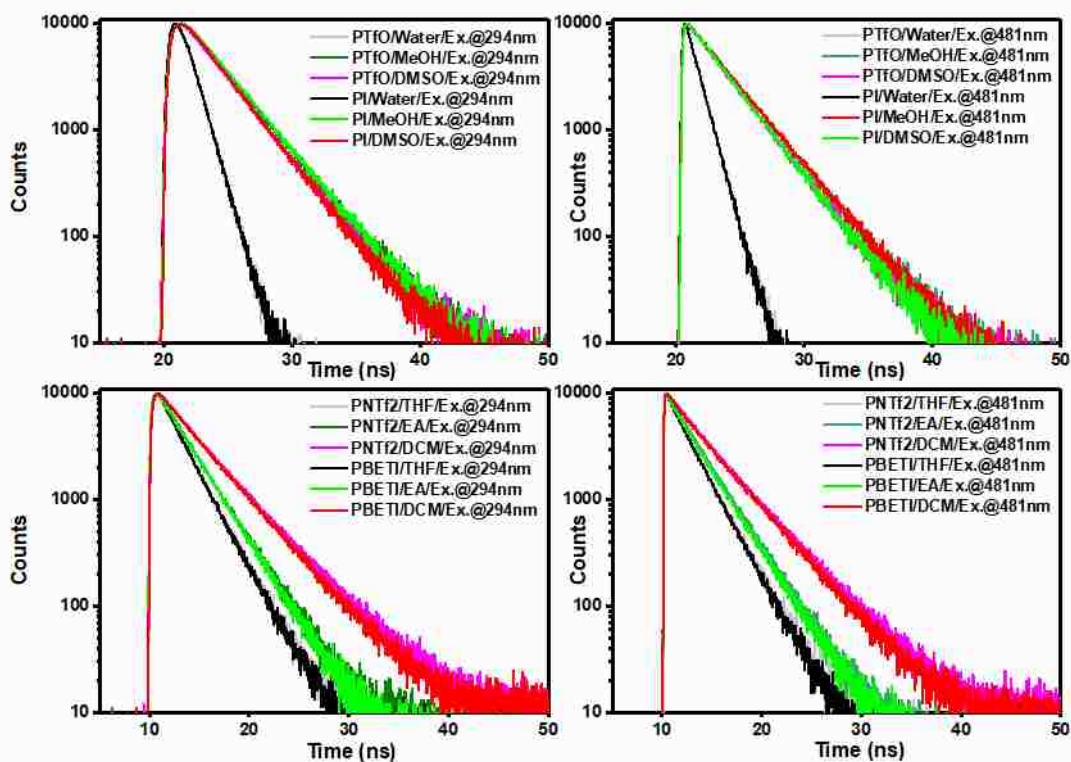 10000
1000
100
10
Counts
20
30
40
50
Time (ns)
PTfO/Water/Ex.@294nm
PTfO/MeOH/Ex.@294nm
PTfO/DMSO/Ex.@294nm
PI/Water/Ex.@294nm
PI/MeOH/Ex.@294nm
PI/DMSO/Ex.@294nm
10000
1000
100
10
Counts
20
30
40
50
Time (ns)
PTfO/Water/Ex.@481nm
PTfO/MeOH/Ex.@481nm
PTfO/DMSO/Ex.@481nm
PI/Water/Ex.@481nm
PI/MeOH/Ex.@481nm
PI/DMSO/Ex.@481nm
10000
1000
100
10
Counts
10
20
30
40
50
Time (ns)
PNTf2/THF/Ex.@294nm
PNTf2/EA/Ex.@294nm
PNTf2/DCM/Ex.@294nm
PBETI/THF/Ex.@294nm
PBETI/EA/Ex.@294nm
PBETI/DCM/Ex.@294nm
10000
1000
100
10
Counts
10
20
30
40
50
Time (ns)
PNTf2/THF/Ex.@481nm
PNTf2/EA/Ex.@481nm
PNTf2/DCM/Ex.@481nm
PBETI/THF/Ex.@481nm
PBETI/EA/Ex.@481nm
PBETI/DCM/Ex.@481nm